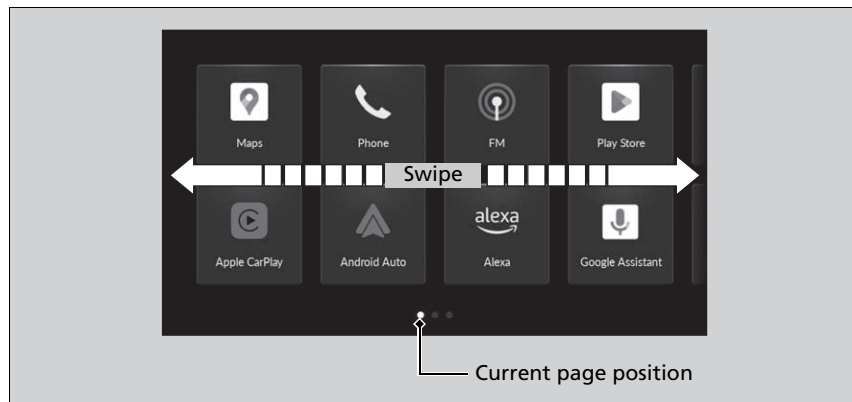 Maps
Phone
FM
Play Store
Swipe
alexa
Apple CarPlay
Android Auto
Alexa
Google Assistant
Current page position